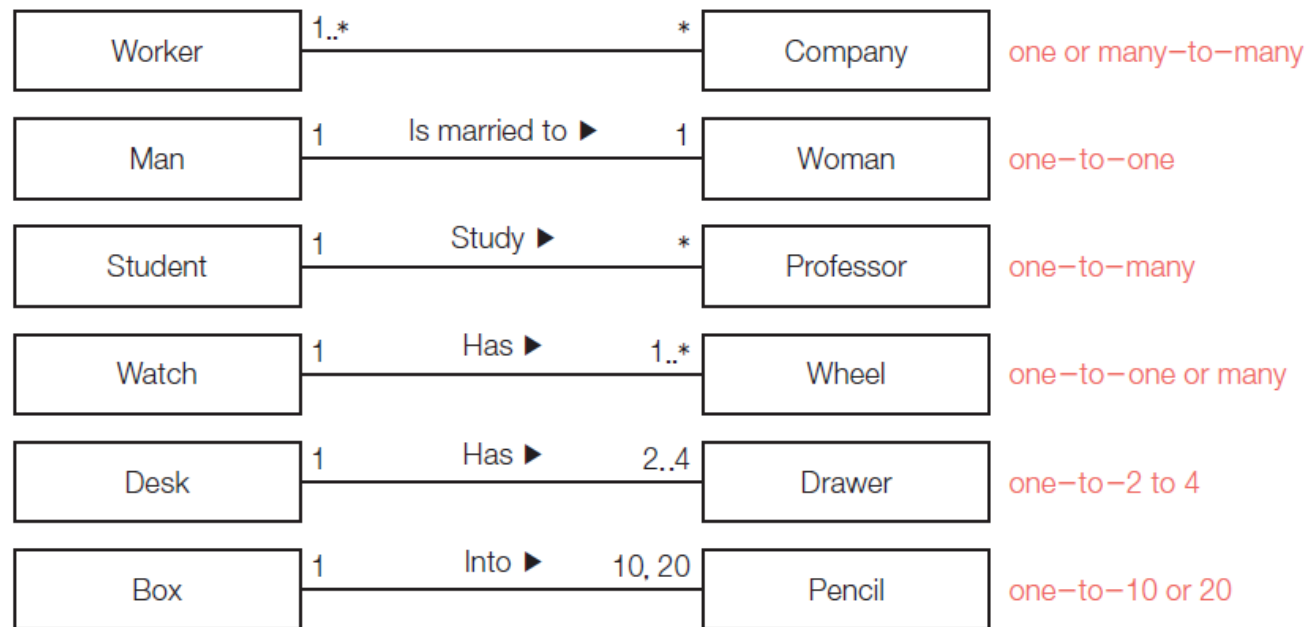 Worker 1..* * Company one or many-to-many
Man 1 Is married to ▶ 1 Woman one-to-one
Student 1 Study ▶ * Professor one-to-many
Watch 1 Has ▶ 1..* Wheel one-to-one or many
Desk 1 Has ▶ 2..4 Drawer one-to-2 to 4
Box 1 Into ▶ 10, 20 Pencil one-to-10 or 20